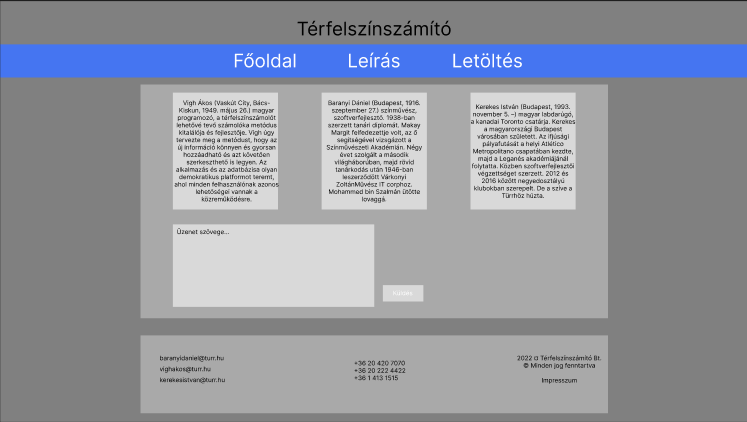 Térfelszínszámító
Főoldal Leírás Letöltés
Vígh Ákos (Vaskút City, Bács-
Kiskun, 1949. május 26.) magyar
programozó, a térfelszínszámolót
lehetővé tevő számolóka metódus
kitalálója és fejlesztője. Vígh úgy
tervezte meg a metódust, hogy az
új információ könnyen és gyorsan
hozzáadható és azt követően
szerkeszthető is legyen. Az
alkalmazás és az adatbázisa olyan
demokratikus platformot teremt,
ahol minden felhasználónak azonos
lehetőségei vannak a
közreműködésre.
Baranyi Dániel (Budapest, 1916.
szeptember 27.) színművész,
szoftverfejlesztő. 1938-ban
szerzett tanári diplomát. Makay
Margit felfedezettje volt, az ő
segítségével vizsgázott a
Színművészeti Akadémián. Négy
évet szolgált a második
világháborúban, majd rövid
tanárkodás után 1946-ban
leszerződött Várkonyi
ZoltánMűvész IT corphoz.
Mohammed bin Szalmán ütötte
lovaggá.
Kerekes István (Budapest, 1993.
november 5. –) magyar labdarúgó,
a kanadai Toronto csatárja. Kerekes
a magyarországi Budapest
városában született. Az ifjúsági
pályafutását a helyi Atlético
Metropolitano csapatában kezdte,
majd a Leganés akadémiájánál
folytatta. Közben szoftverfejlesztői
végzettséget szerzett. 2012 és
2016 között negyedosztályú
klubokban szerepelt. De a szíve a
Türrhöz húzta.
Üzenet szövege...
Küldés
baranyidaniel@turr.hu
vighakos@turr.hu
kerekesistvan@turr.hu
+36 20 420 7070
+36 20 222 4422
+36 1 413 1515
2022 © Térfelszínszámító Bt.
® Minden jog fenntartva
Impresszum